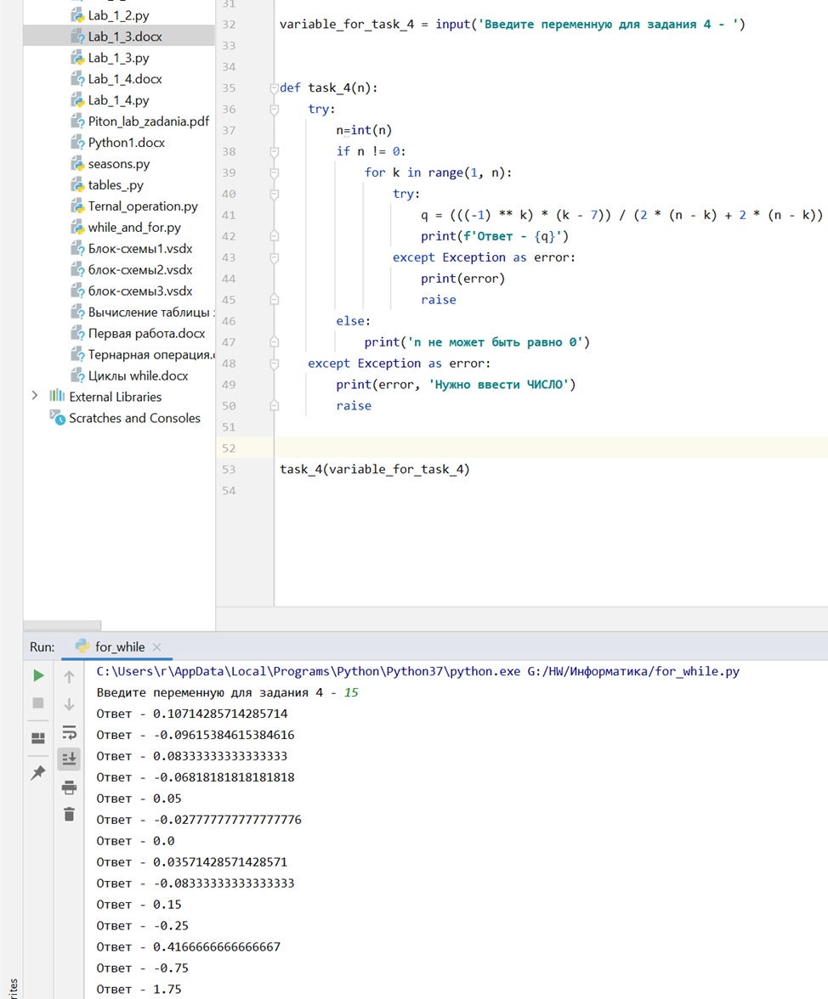 Lab_1_2.py
Lab_1_3.docx
Lab_1_3.py
Lab_1_4.docx
Lab_1_4.py
Piton_lab_zadania.pdf
Python1.docx
seasons.py
tables_.py
Ternal_operation.py
while_and_for.py
Блок-схемы1.vsdx
блок-схемы2.vsdx
блок-схемы3.vsdx
Вычисление таблицы
Первая работа.docx
Тернарная операция.
Циклы while.docx
External Libraries
Scratches and Consoles
31
32 variable_for_task_4 = input('Введите переменную для задания 4 - ')
33
34
35 def task_4(n):
36 try:
37 n=int(n)
38 if n != 0:
39 for k in range(1, n):
40 try:
41 q = (((-1) ** k) * (k - 7)) / (2 * (n - k) + 2 * (n - k))
42 print(f'Ответ - {q}')
43 except Exception as error:
44 print(error)
45 raise
46 else:
47 print('n не может быть равно 0')
48 except Exception as error:
49 print(error, 'Нужно ввести ЧИСЛО')
50 raise
51
52
53 task_4(variable_for_task_4)
54
Run: for_while
C:\Users\r\AppData\Local\Programs\Python\Python37\python.exe G:/HW/Информатика/for_while.py
Введите переменную для задания 4 - 15
Ответ - 0.10714285714285714
Ответ - -0.09615384615384616
Ответ - 0.08333333333333333
Ответ - -0.06818181818181818
Ответ - 0.05
Ответ - -0.027777777777777776
Ответ - 0.0
Ответ - 0.03571428571428571
Ответ - -0.08333333333333333
Ответ - 0.15
Ответ - -0.25
Ответ - 0.4166666666666667
Ответ - -0.75
Ответ - 1.75
rites